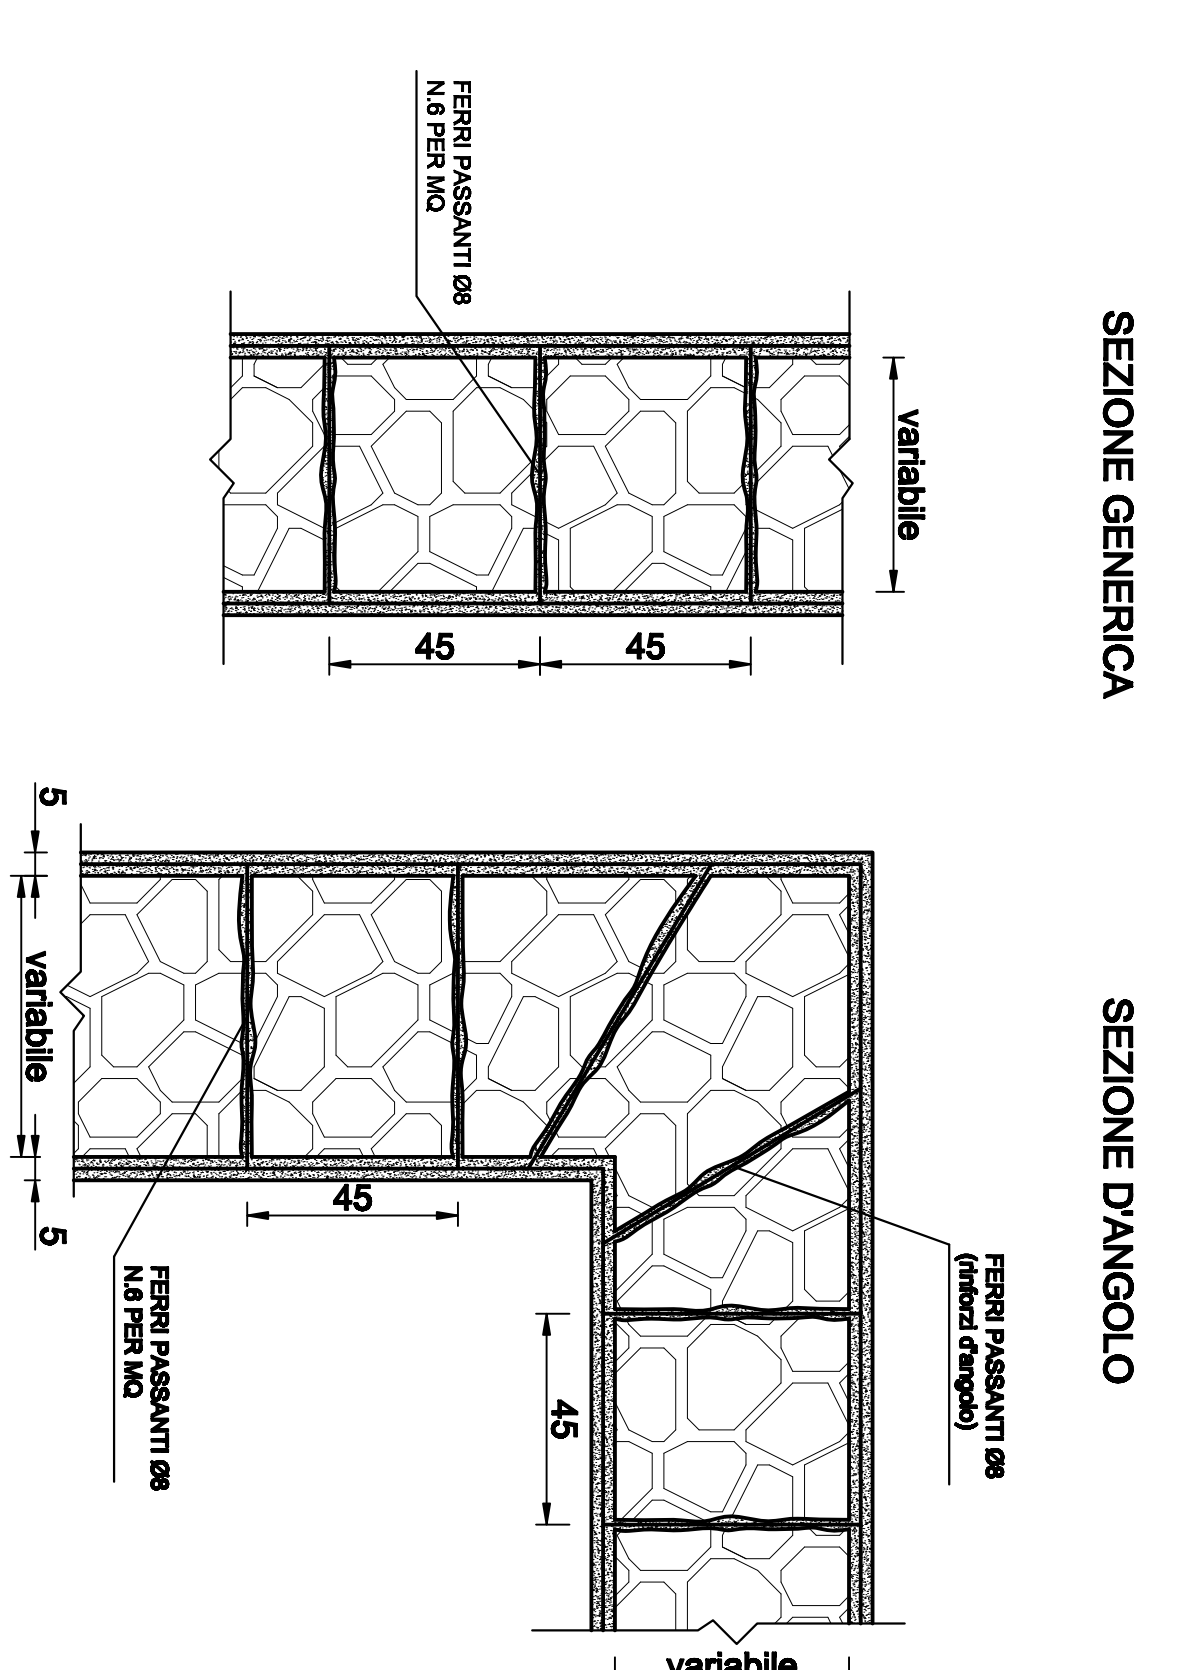 SEZIONE GENERICA
variabile
FERRI PASSANTI Ø8
N.6 PER MQ
45
45
SEZIONE D'ANGOLO
FERRI PASSANTI Ø8
(rinforzi d'angolo)
45
variabile
45
FERRI PASSANTI Ø8
N.6 PER MQ
5
variabile
5